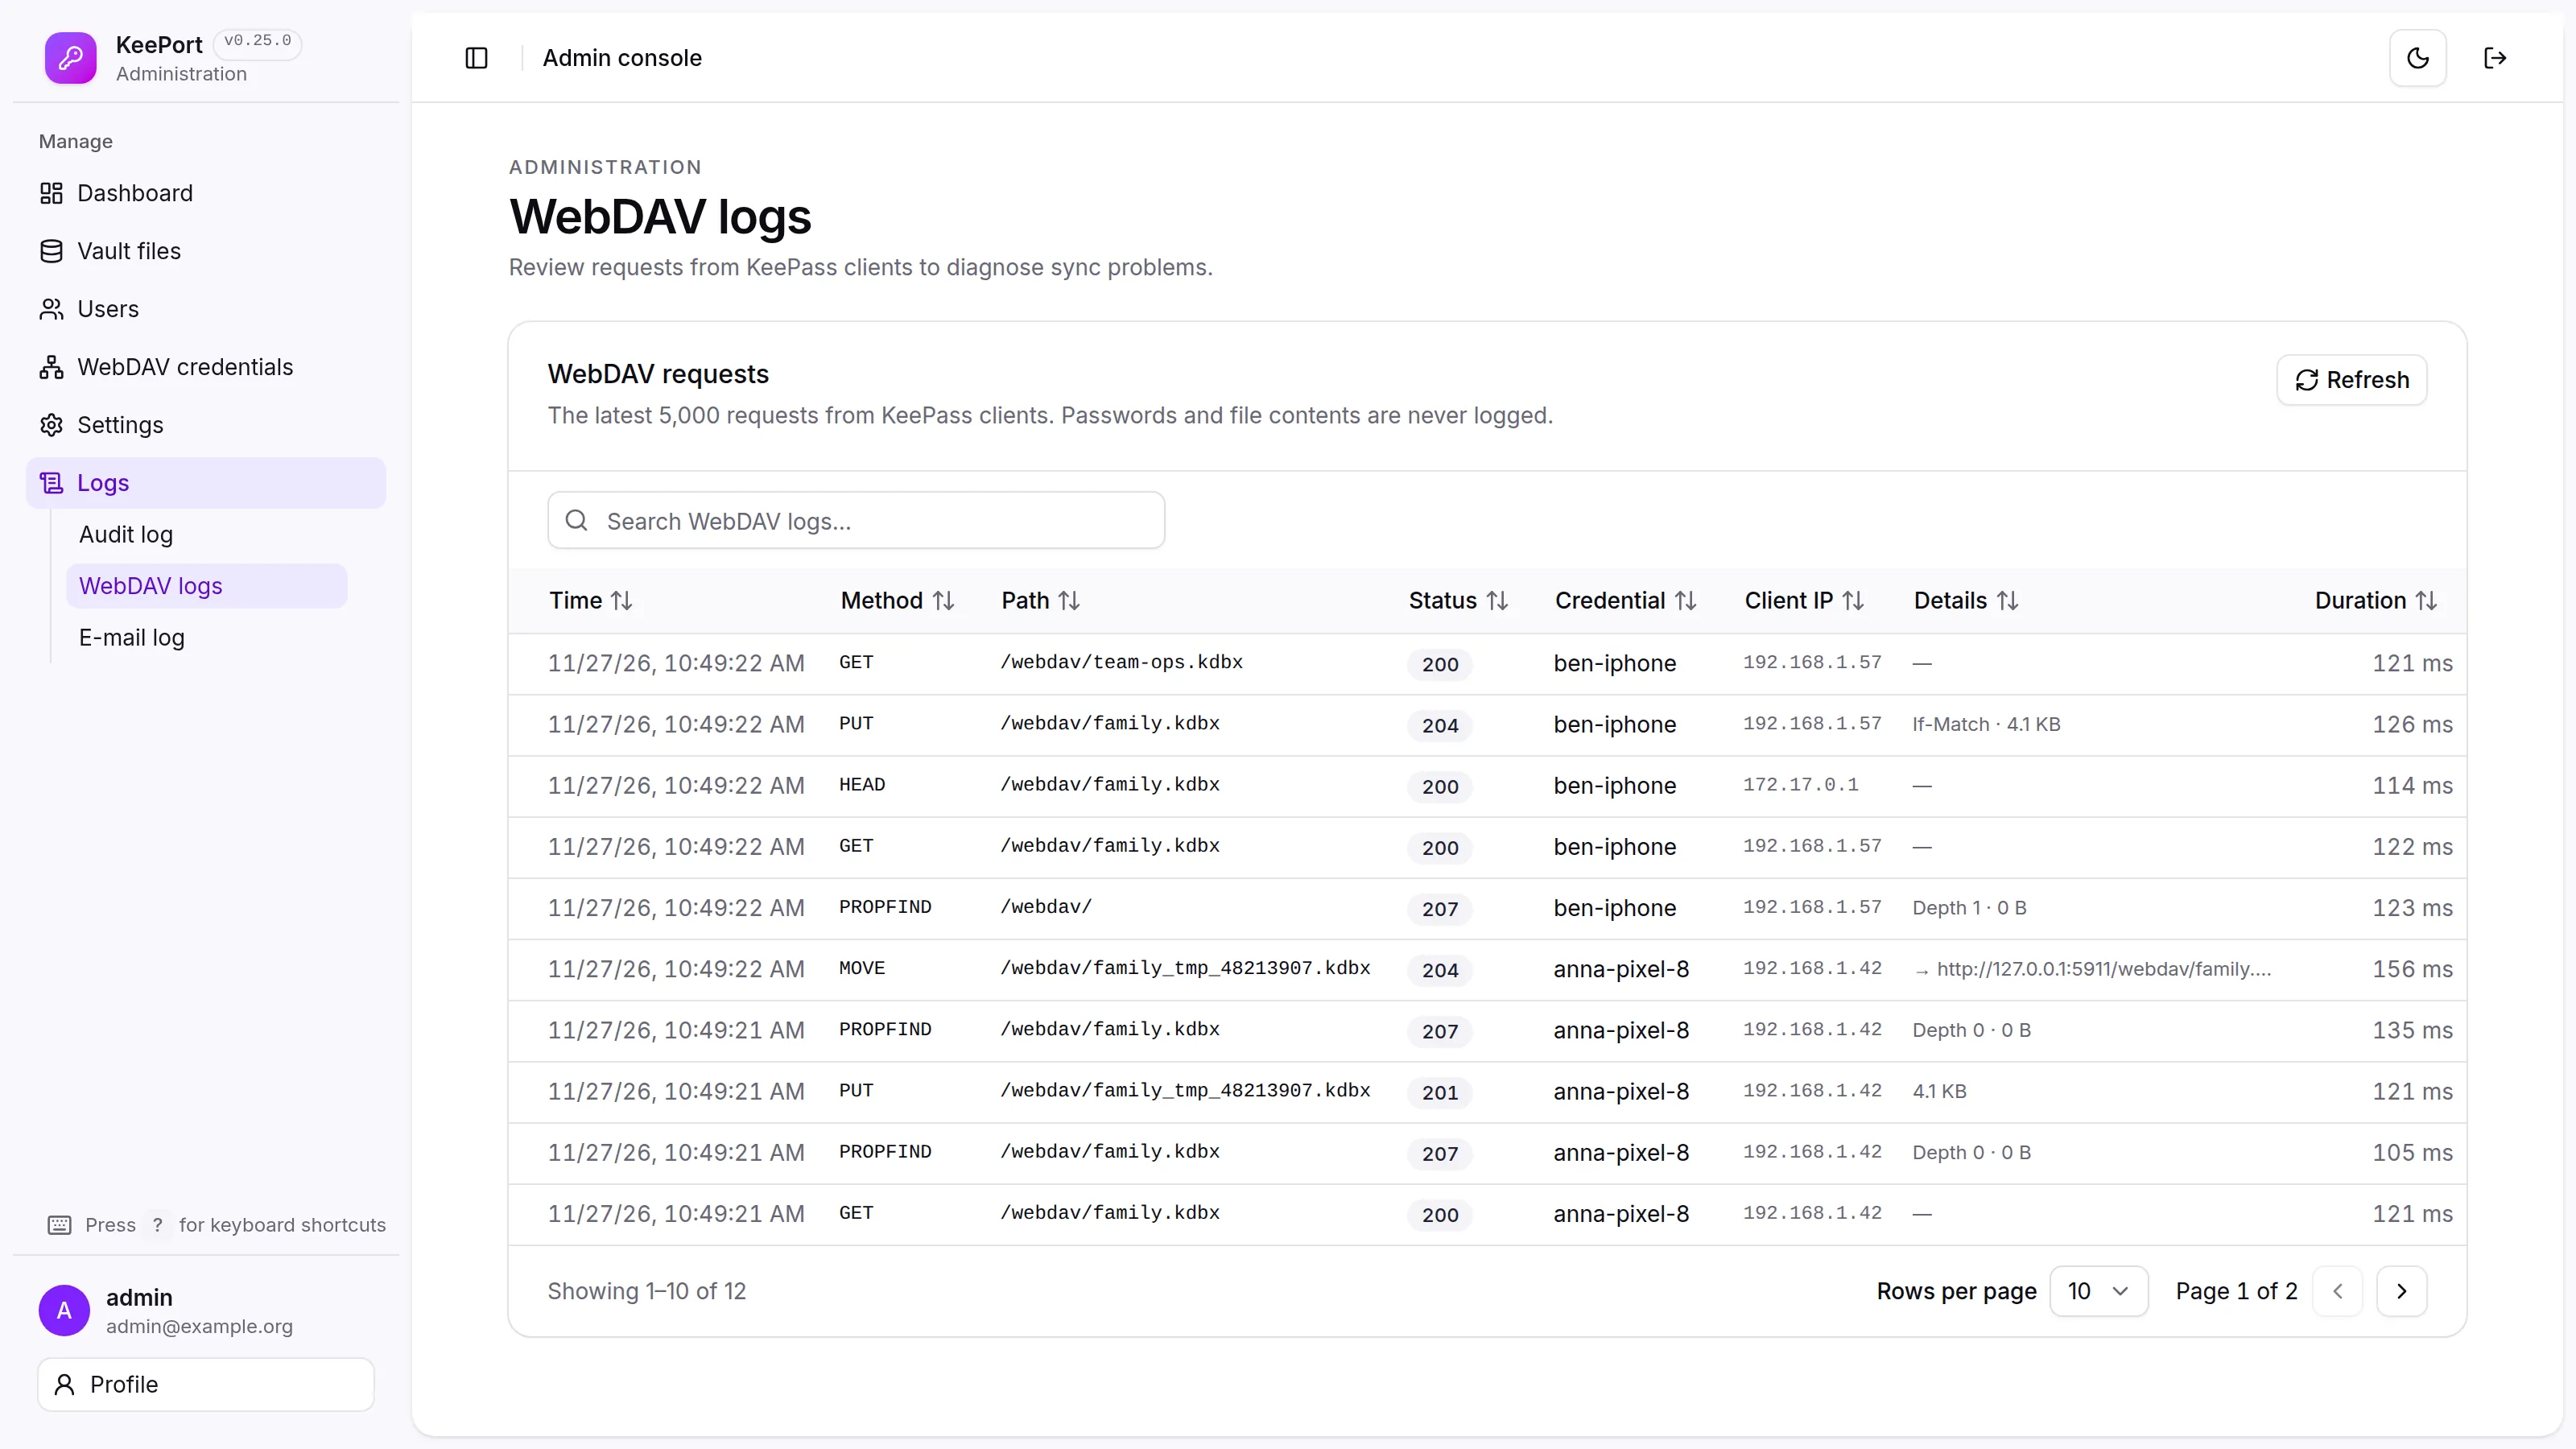 KeePort v0.25.0
Administration
Manage
Dashboard
Vault files
Users
WebDAV credentials
Settings
Logs
Audit log
WebDAV logs
E-mail log
Press ? for keyboard shortcuts
A
admin
admin@example.org
Profile
Admin console
ADMINISTRATION
WebDAV logs
Review requests from KeePass clients to diagnose sync problems.
WebDAV requests
The latest 5,000 requests from KeePass clients. Passwords and file contents are never logged.
Refresh
Search WebDAV logs...
Time Method Path Status Credential Client IP Details Duration
11/27/26, 10:49:22 AM GET /webdav/team-ops.kdbx 200 ben-iphone 192.168.1.57 — 121 ms
11/27/26, 10:49:22 AM PUT /webdav/family.kdbx 204 ben-iphone 192.168.1.57 If-Match · 4.1 KB 126 ms
11/27/26, 10:49:22 AM HEAD /webdav/family.kdbx 200 ben-iphone 172.17.0.1 — 114 ms
11/27/26, 10:49:22 AM GET /webdav/family.kdbx 200 ben-iphone 192.168.1.57 — 122 ms
11/27/26, 10:49:22 AM PROPFIND /webdav/ 207 ben-iphone 192.168.1.57 Depth 1 · 0 B 123 ms
11/27/26, 10:49:22 AM MOVE /webdav/family_tmp_48213907.kdbx 204 anna-pixel-8 192.168.1.42 → http://127.0.0.1:5911/webdav/family.... 156 ms
11/27/26, 10:49:21 AM PROPFIND /webdav/family.kdbx 207 anna-pixel-8 192.168.1.42 Depth 0 · 0 B 135 ms
11/27/26, 10:49:21 AM PUT /webdav/family_tmp_48213907.kdbx 201 anna-pixel-8 192.168.1.42 4.1 KB 121 ms
11/27/26, 10:49:21 AM PROPFIND /webdav/family.kdbx 207 anna-pixel-8 192.168.1.42 Depth 0 · 0 B 105 ms
11/27/26, 10:49:21 AM GET /webdav/family.kdbx 200 anna-pixel-8 192.168.1.42 — 121 ms
Showing 1–10 of 12
Rows per page 10 Page 1 of 2